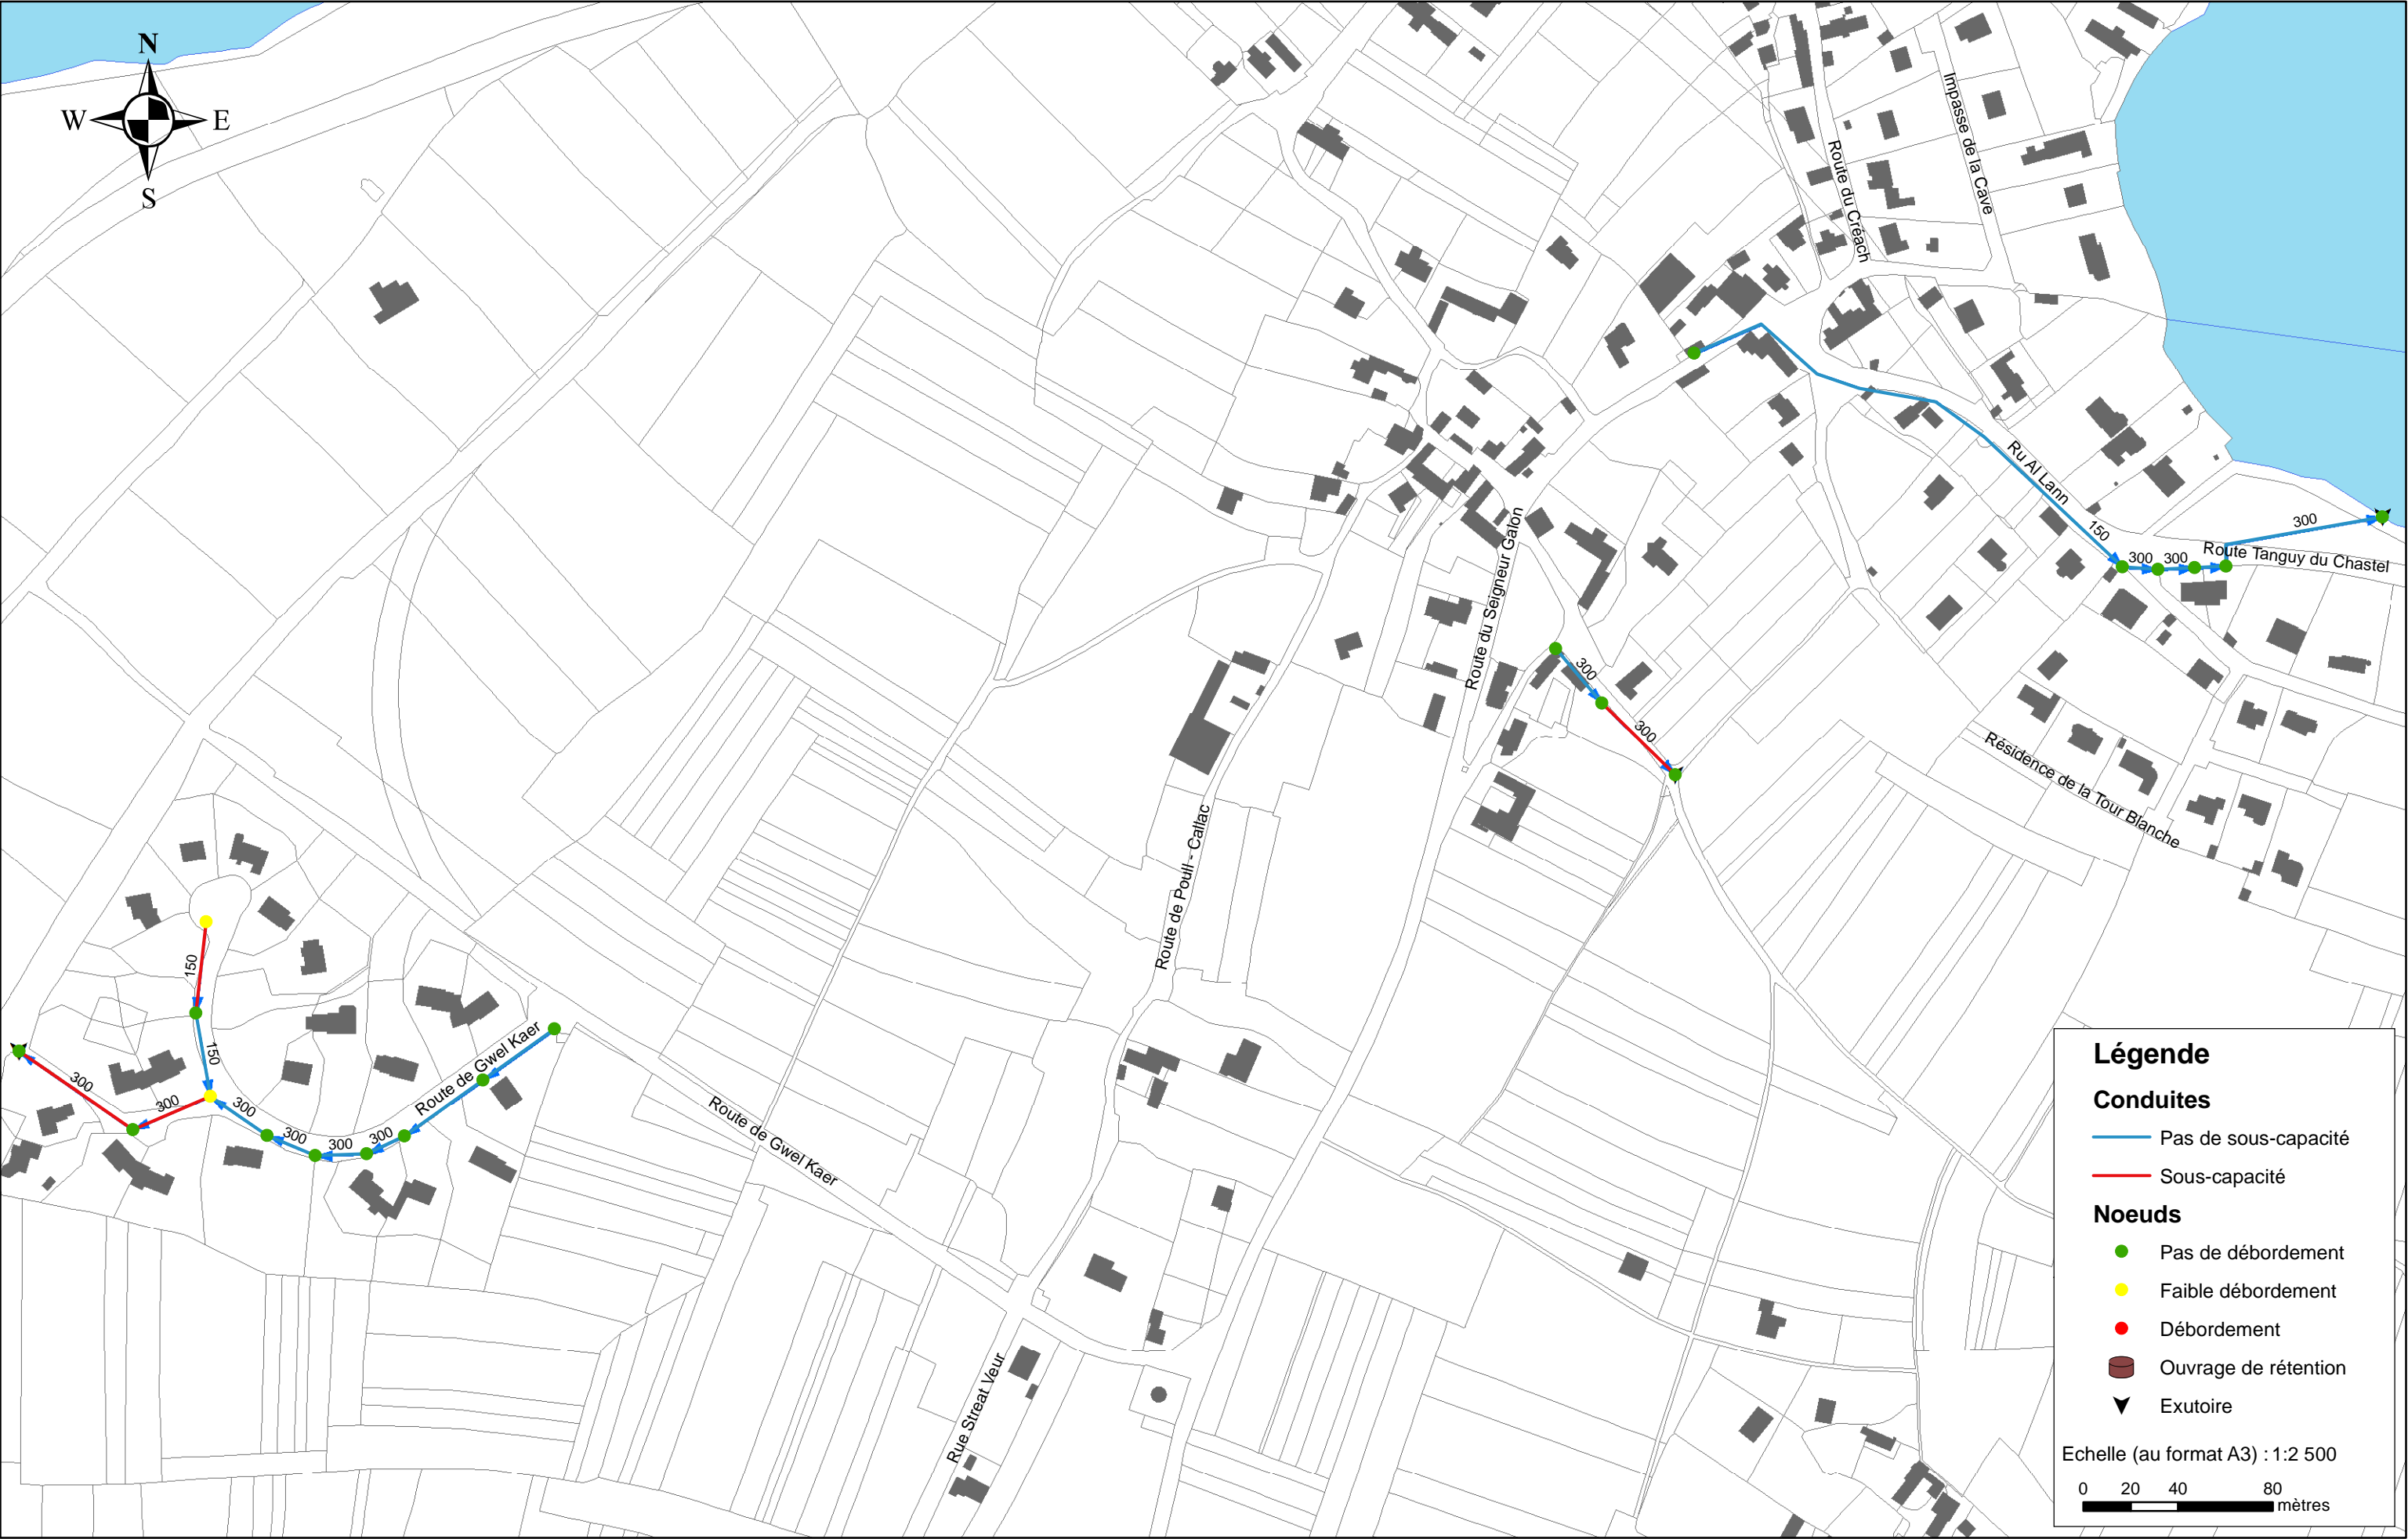 N
W
E
S
Impasse de la Cave
Route du Créach
Ru Al Lann
150
300
300
300
Route Tanguy du Chastel
Route du Seigneur Galon
300
300
Résidence de la Tour Blanche
Route de Poull - Callac
150
150
300
300
300
300
300
300
Route de Gwel Kaer
Route de Gwel Kaer
Rue Streat Veur
Légende
Conduites
Pas de sous-capacité
Sous-capacité
Noeuds
Pas de débordement
Faible débordement
Débordement
Ouvrage de rétention
Exutoire
Echelle (au format A3) : 1:2 500
0 20 40 80
mètres